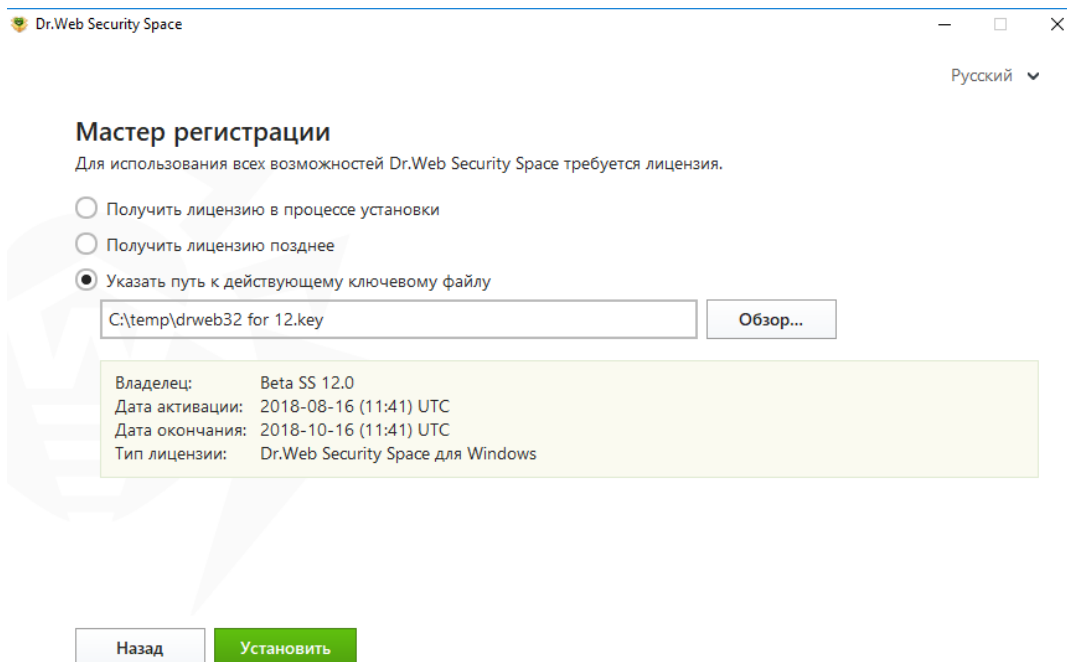 Dr.Web Security Space
Русский
Мастер регистрации
Для использования всех возможностей Dr.Web Security Space требуется лицензия.
Получить лицензию в процессе установки
Получить лицензию позднее
Указать путь к действующему ключевому файлу
C:\temp\drweb32 for 12.key
Обзор...
Владелец: Beta SS 12.0
Дата активации: 2018-08-16 (11:41) UTC
Дата окончания: 2018-10-16 (11:41) UTC
Тип лицензии: Dr.Web Security Space для Windows
Назад
Установить